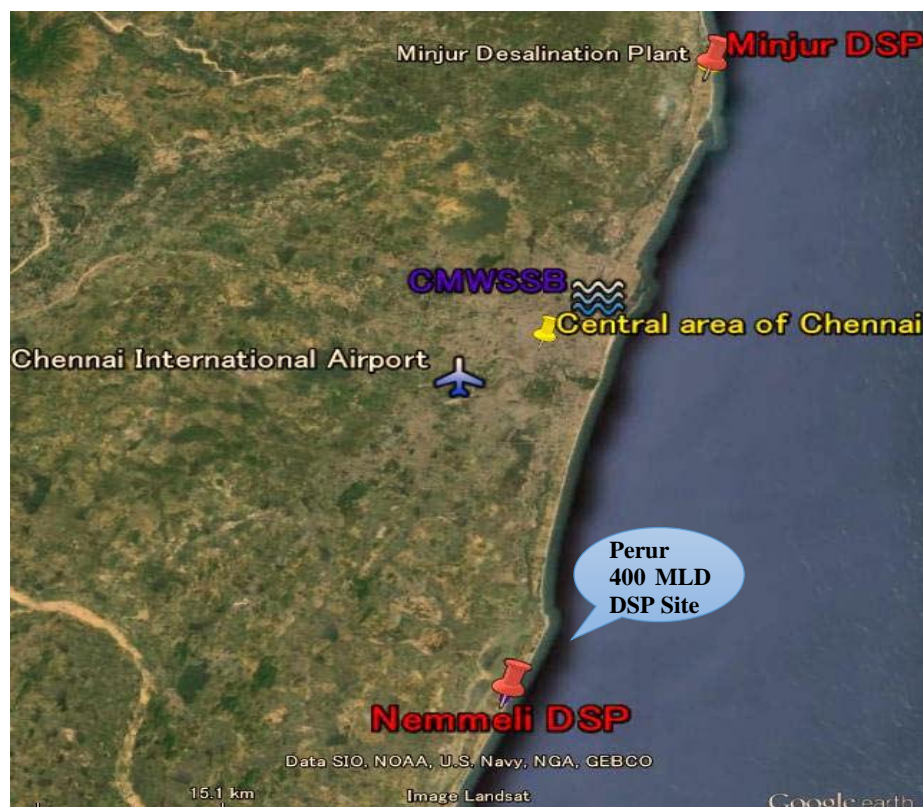 Minjur Desalination Plant
Minjur DSP
CMWSSB
Central area of Chennai
Chennai International Airport
Perur
400 MLD
DSP Site
Nemmeli DSP
Data SIO, NOAA, U.S. Navy, NGA, GEBCO
15.1 km
Image Landsat
Google earth